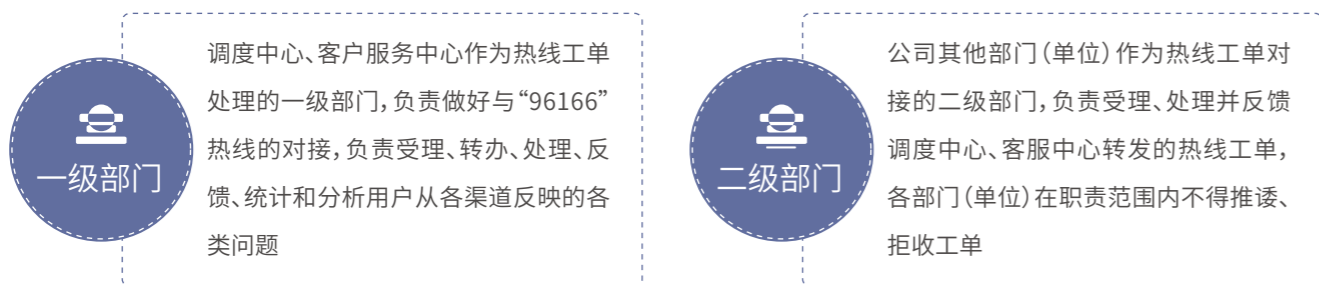 一级部门
调度中心、客户服务中心作为热线工单
处理的一级部门，负责做好与“96166”
热线的对接，负责受理、转办、处理、反
馈、统计和分析用户从各渠道反映的各
类问题
二级部门
公司其他部门（单位）作为热线工单对
接的二级部门，负责受理、处理并反馈
调度中心、客服中心转发的热线工单，
各部门（单位）在职责范围内不得推诿、
拒收工单